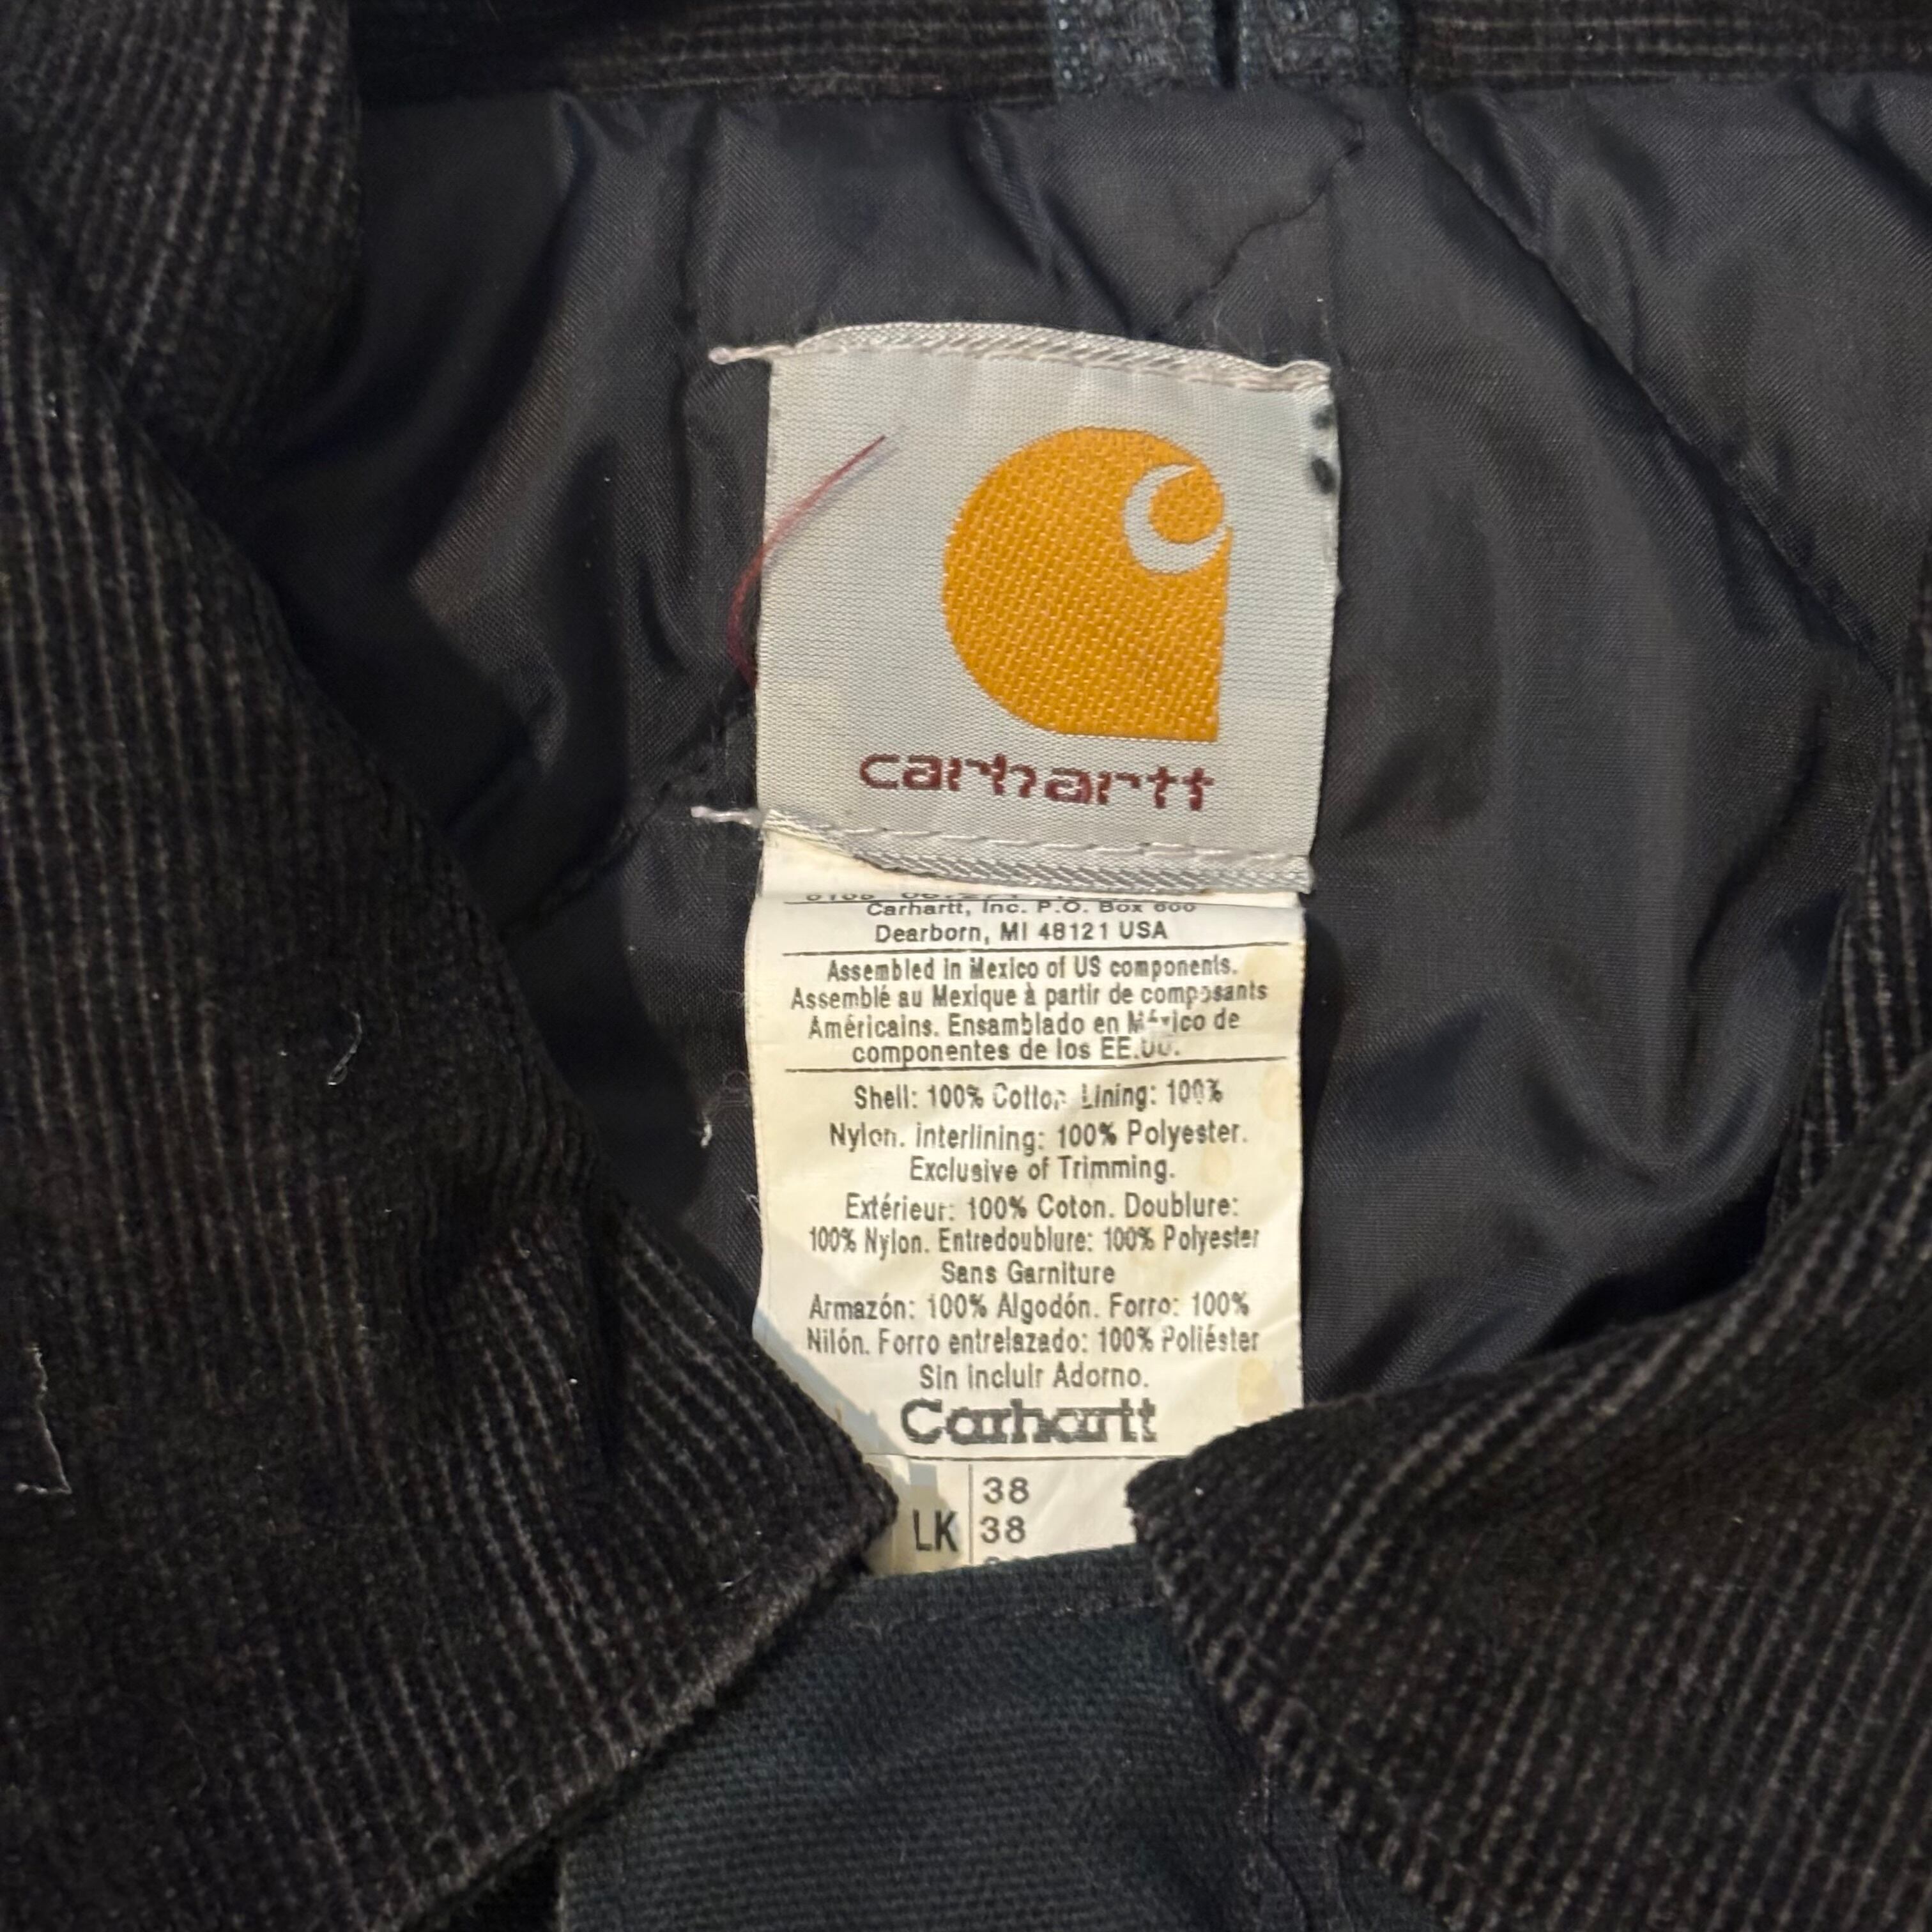 carhartt
Carhartt, Inc. P.O. Box
Dearborn, MI 48121 USA
Assembled in Mexico of US components.
Assemblé au Mexique à partir de composants
Américains. Ensamblado en México de
componentes de los EE.UU.
Shell: 100% Cotton Lining: 100%
Nylon. Interlining: 100% Polyester.
Exclusive of Trimming.
Extérieur: 100% Coton. Doublure:
100% Nylon. Entredoublure: 100% Polyester
Sans Garniture
Armazón: 100% Algodón. Forro: 100%
Nilón. Forro entrelazado: 100% Poliéster
Sin incluir Adorno.
Carhartt
38
LK 38